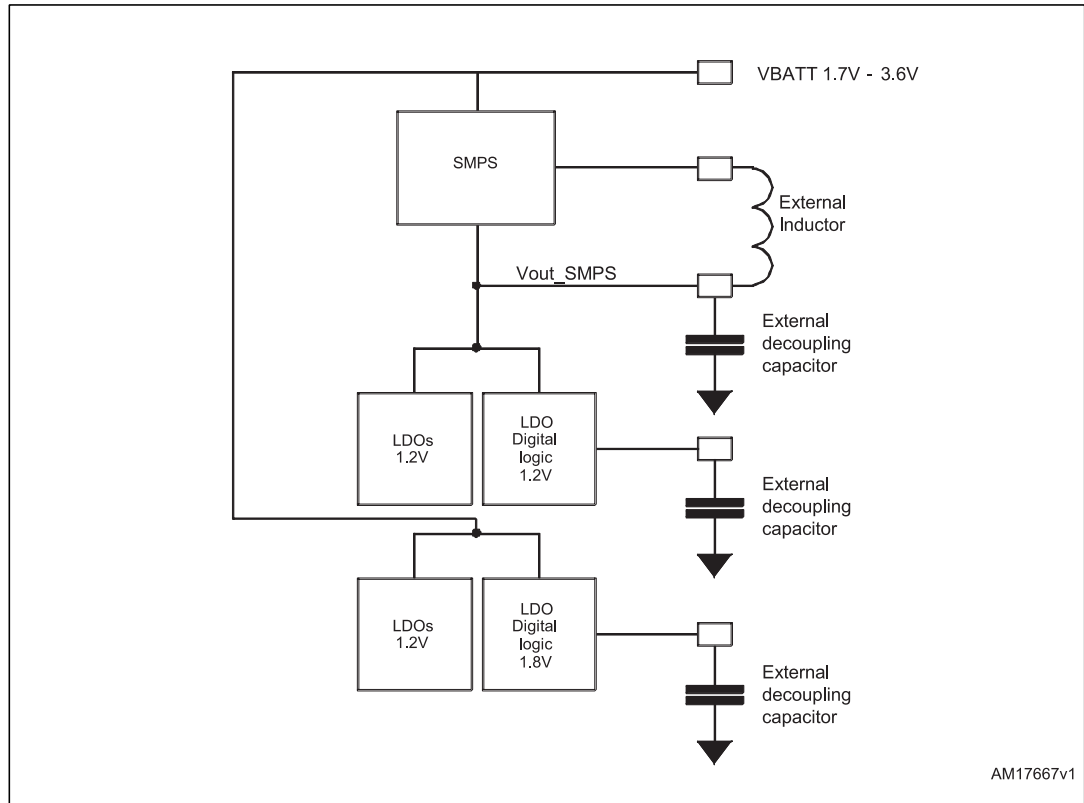 VBATT 1.7V - 3.6V
SMPS
External
Inductor
Vout_SMPS
External
decoupling
capacitor
LDOs
1.2V
LDO
Digital
logic
1.2V
External
decoupling
capacitor
LDOs
1.2V
LDO
Digital
logic
1.8V
External
decoupling
capacitor
AM17667v1